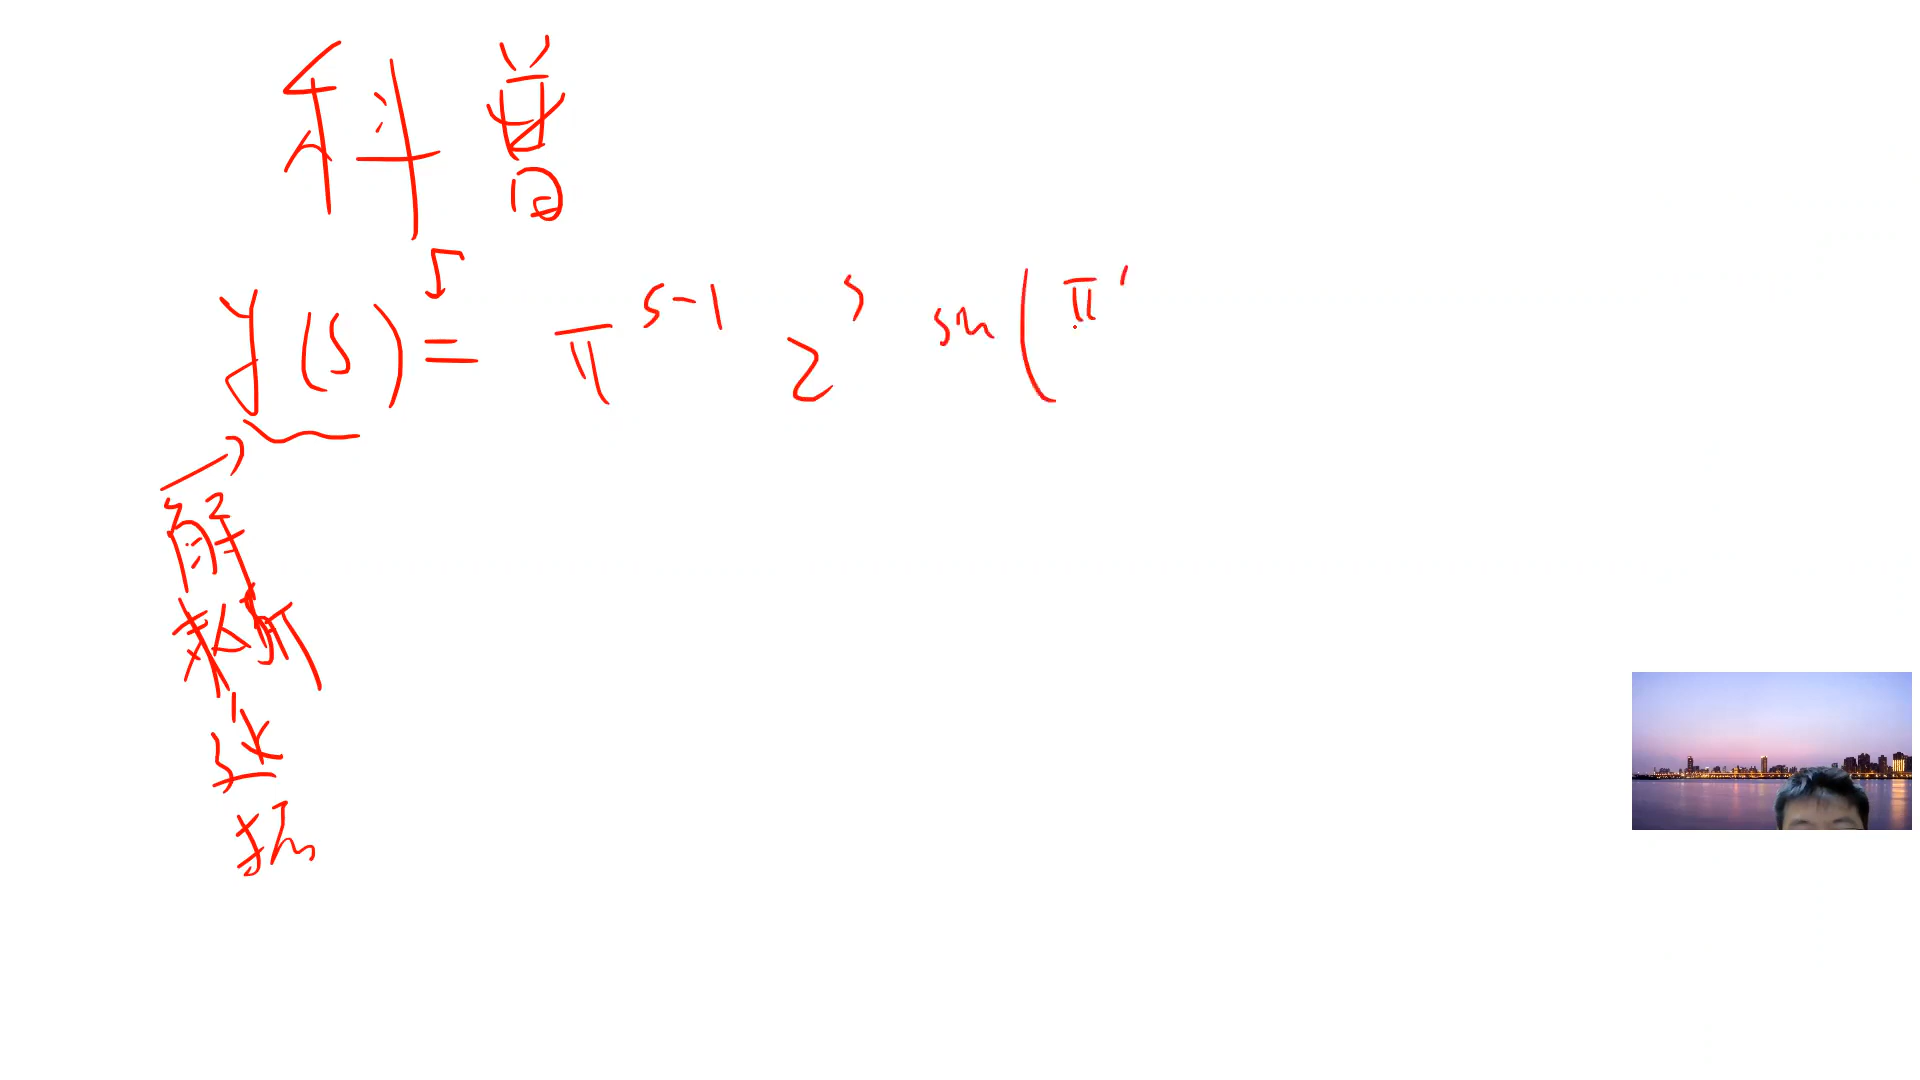 科普
y(s) = π^{s-1} 2^s sin(π
解
析
延
拓